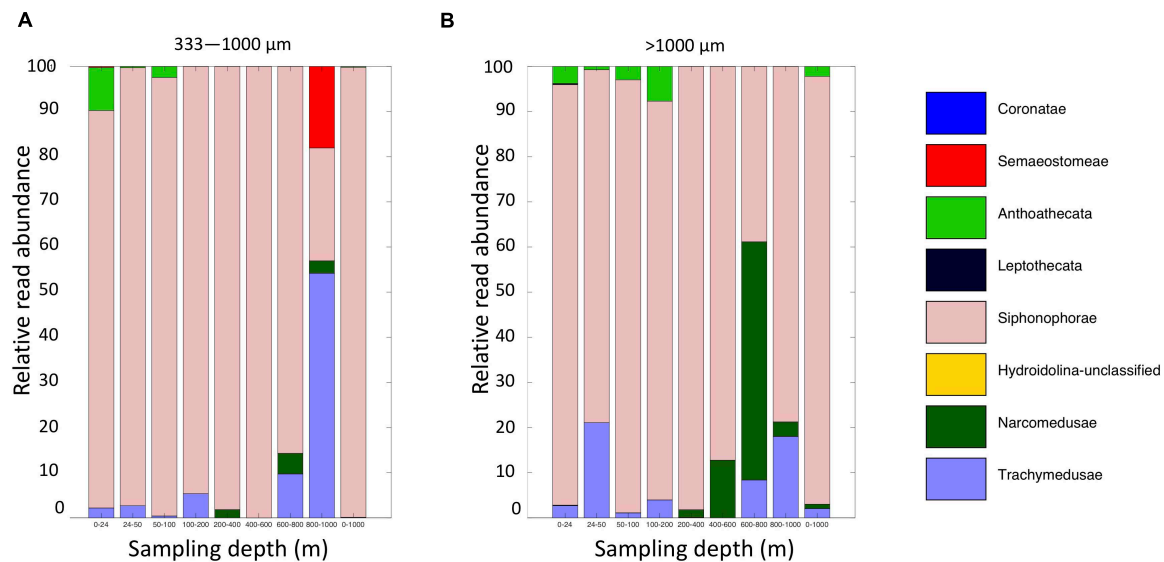 A
333—1000 µm
Relative read abundance
100
90
80
70
60
50
40
30
20
10
0
0-24
24-50
50-100
100-200
200-400
400-600
600-800
800-1000
0-1000
Sampling depth (m)
B
>1000 µm
Relative read abundance
100
90
80
70
60
50
40
30
20
10
0
0-24
24-50
50-100
100-200
200-400
400-600
600-800
800-1000
0-1000
Sampling depth (m)
Coronatae
Semaeostomeae
Anthoathecata
Leptothecata
Siphonophorae
Hydroidolina-unclassified
Narcomedusae
Trachymedusae